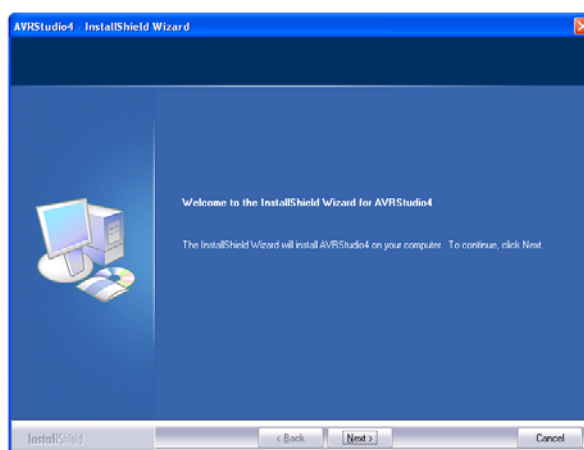 AVRStudio4 - InstallShield Wizard
Welcome to the InstallShield Wizard for AVRStudio4
The InstallShield Wizard will install AVRStudio4 on your computer. To continue, click Next.
InstallShield
< Back
Next >
Cancel